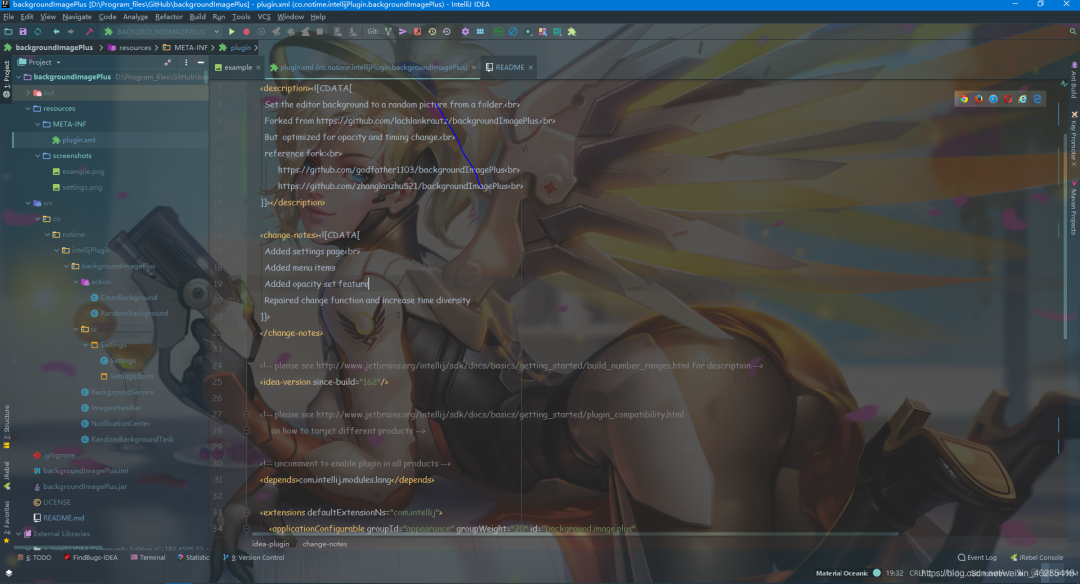 backgroundImagePlus [D:\Program_files\GitHub\backgroundImagePlus] - plugin.xml (co.notime.intellijPlugin.backgroundImagePlus) - IntelliJ IDEA
File Edit View Navigate Code Analyze Refactor Build Run Tools VCS Window Help
BACKGROUNDIMAGEPLUS Git:
backgroundImagePlus resources META-INF plugin
Project
example plugin.xml (co.notime.intellijPlugin.backgroundImagePlus) README
1: Project
backgroundImagePlus D:\Program_files\GitHub\ba
out
resources
META-INF
plugin.xml
screenshots
example.png
settings.png
src
co
notime
intellijPlugin
backgroundImagePlus
action
ClearBackground
RandomBackground
ui
Settings
Settings
Settings.form
BackgroundService
ImagesHandler
NotificationCenter
RandomBackgroundTask
.gitignore
backgroundImagePlus.iml
backgroundImagePlus.jar
LICENSE
README.md
External Libraries
<description><![CDATA[
Set the editor background to a random picture from a folder.<br>
Forked from https://github.com/lachlankrautz/backgroundImagePlus.<br>
But optimized for opacity and timing change.<br>
reference fork:<br>
https://github.com/godfather1103/backgroundImagePlus<br>
https://github.com/zhanglanzhu521/backgroundImagePlus<br>
]]></description>
<change-notes><![CDATA[
Added settings page<br>
18 Added menu items
19 Added opacity set feature
20 Repaired change function and increase time diversity
21 ]]>
22 </change-notes>
23
24 <!-- please see http://www.jetbrains.org/intellij/sdk/docs/basics/getting_started/build_number_ranges.html for description -->
25 <idea-version since-build="162"/>
26
27 <!-- please see http://www.jetbrains.org/intellij/sdk/docs/basics/getting_started/plugin_compatibility.html
28 on how to target different products -->
29
30 <!-- uncomment to enable plugin in all products -->
31 <depends>com.intellij.modules.lang</depends>
32
33 <extensions defaultExtensionNs="com.intellij">
34 <applicationConfigurable groupId="appearance" groupWeight="20" id="background.image.plus"
idea-plugin change-notes
Ant Build
Key Promoter X
Maven Projects
Z: Structure
JRebel
2: Favorites
6: TODO FindBugs-IDEA Terminal Statistic 9: Version Control Event Log JRebel Console
Material Oceanic 19:32 https://blog.csdn.net/weixin_46285416